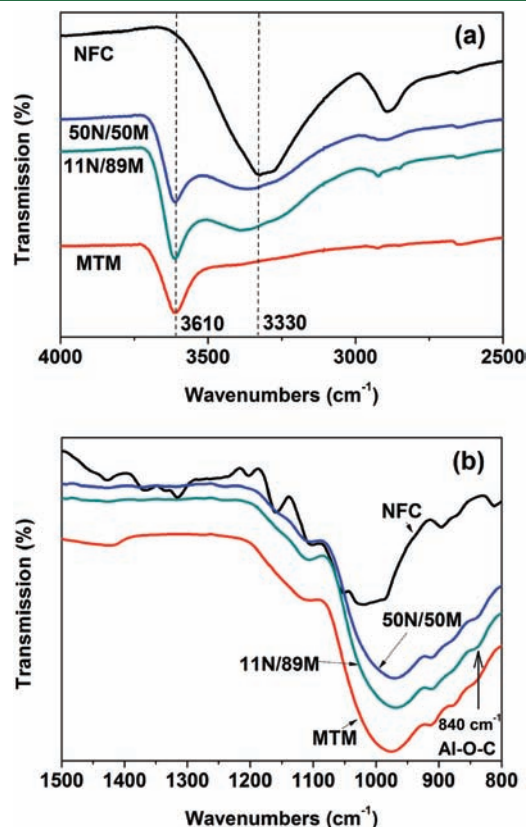 (a)
NFC
50N/50M
11N/89M
MTM
3610
3330
Transmission (%)
4000 3500 3000 2500
Wavenumbers (cm⁻¹)
(b)
NFC
50N/50M
11N/89M
840 cm⁻¹
MTM
Al-O-C
Transmission (%)
1500 1400 1300 1200 1100 1000 900 800
Wavenumbers (cm⁻¹)